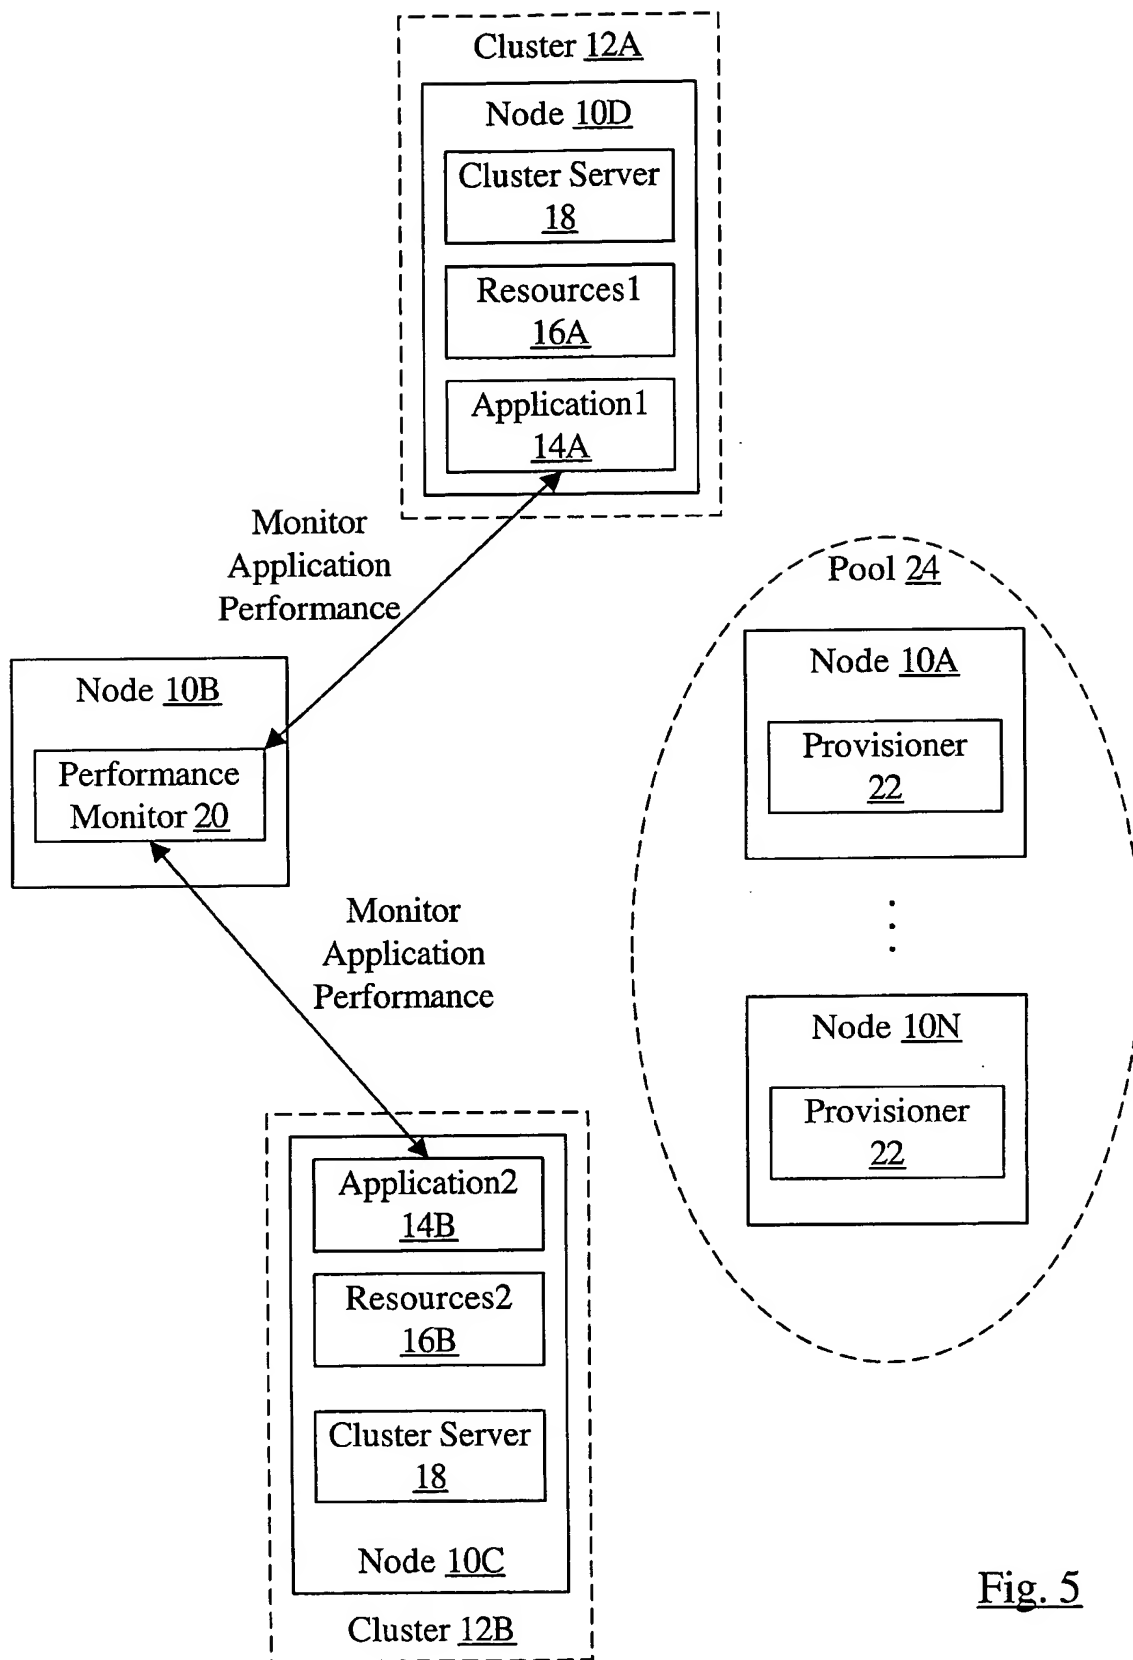 Cluster 12A
Node 10D
Cluster Server
18
Resources1
16A
Application1
14A
Monitor
Application
Performance
Pool 24
Node 10A
Provisioner
22
Node 10B
Performance
Monitor 20
Monitor
Application
Performance
Node 10N
Provisioner
22
Application2
14B
Resources2
16B
Cluster Server
18
Node 10C
Cluster 12B
Fig. 5